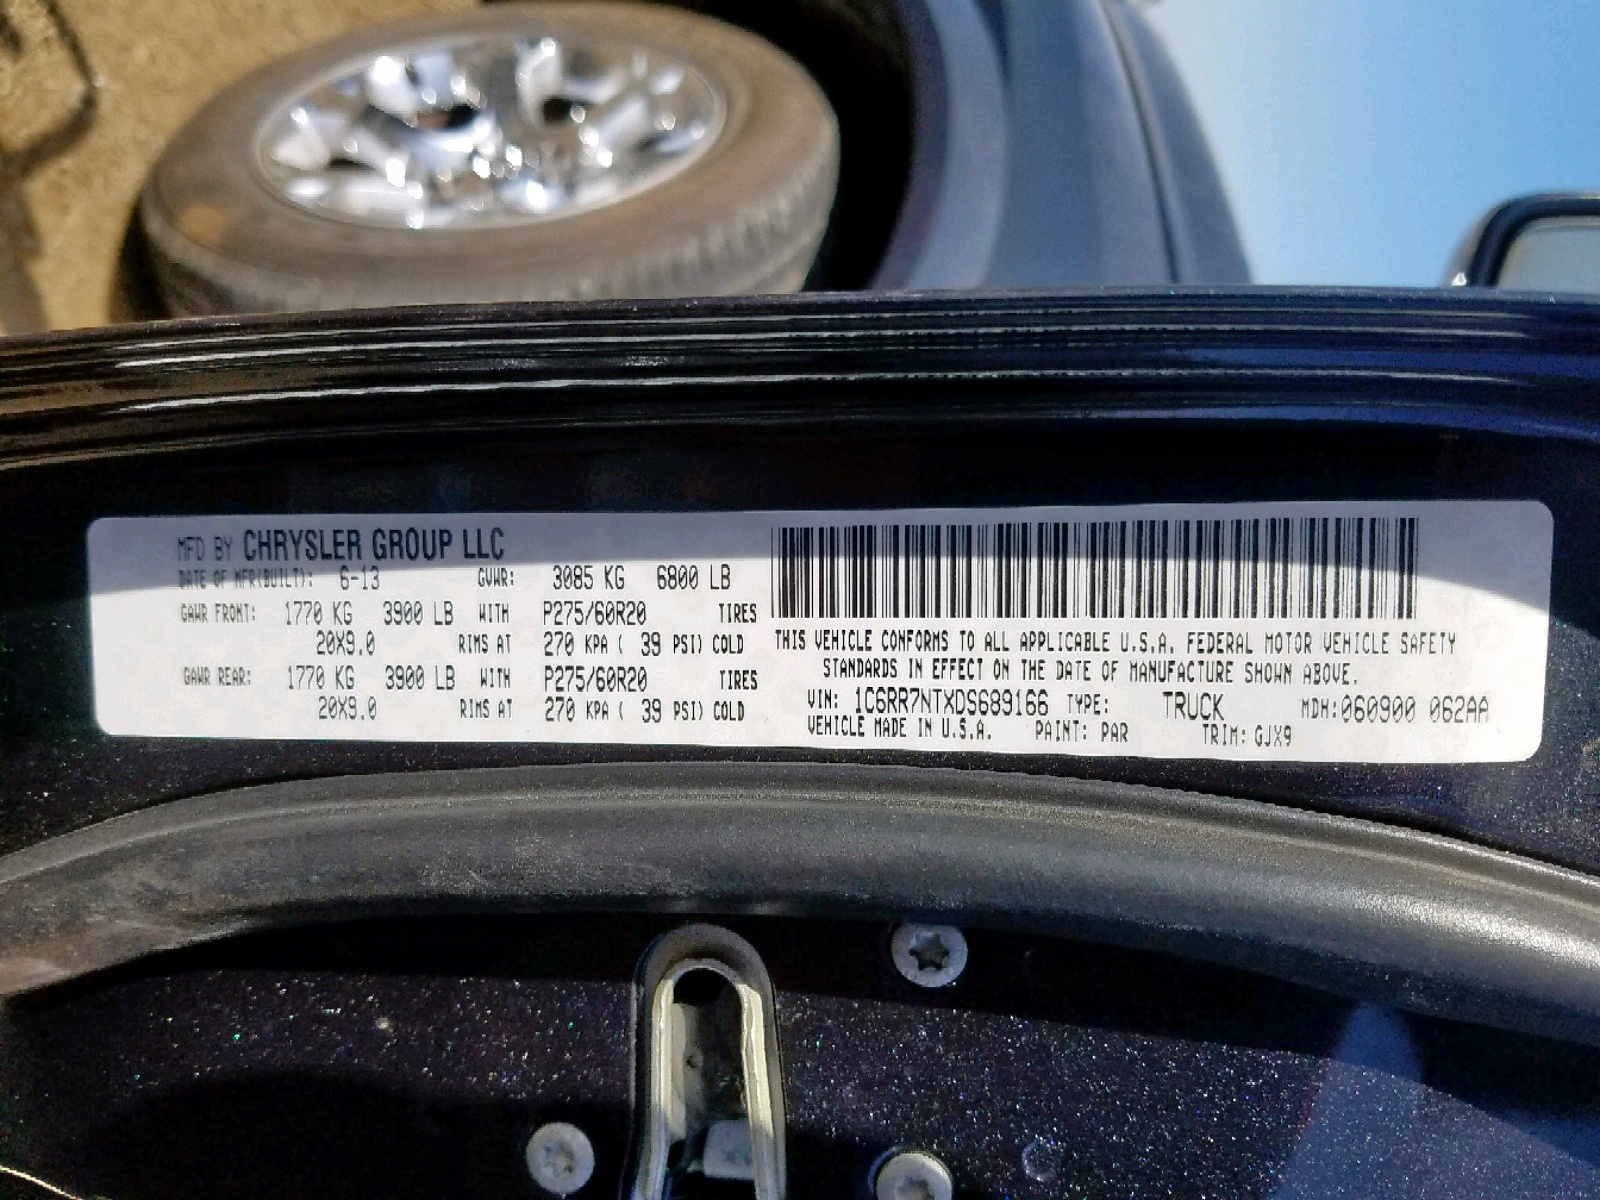 MFD BY CHRYSLER GROUP LLC
DATE OF MFR(BUILT): 6-13 GVWR: 3085 KG 6800 LB
GAWR FRONT: 1770 KG 3900 LB WITH P275/60R20 TIRES
20X9.0 RIMS AT 270 KPA ( 39 PSI) COLD
GAWR REAR: 1770 KG 3900 LB WITH P275/60R20 TIRES
20X9.0 RIMS AT 270 KPA ( 39 PSI) COLD
THIS VEHICLE CONFORMS TO ALL APPLICABLE U.S.A. FEDERAL MOTOR VEHICLE SAFETY
STANDARDS IN EFFECT ON THE DATE OF MANUFACTURE SHOWN ABOVE.
VIN: 1C6RR7NTXDS689166 TYPE: TRUCK MDH:060900 062AA
VEHICLE MADE IN U.S.A. PAINT: PAR TRIM: GJX9